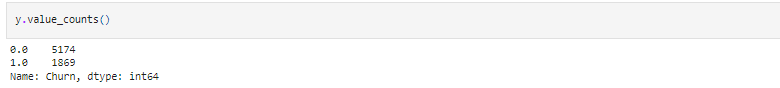 y.value_counts()
0.0    5174
1.0    1869
Name: Churn, dtype: int64